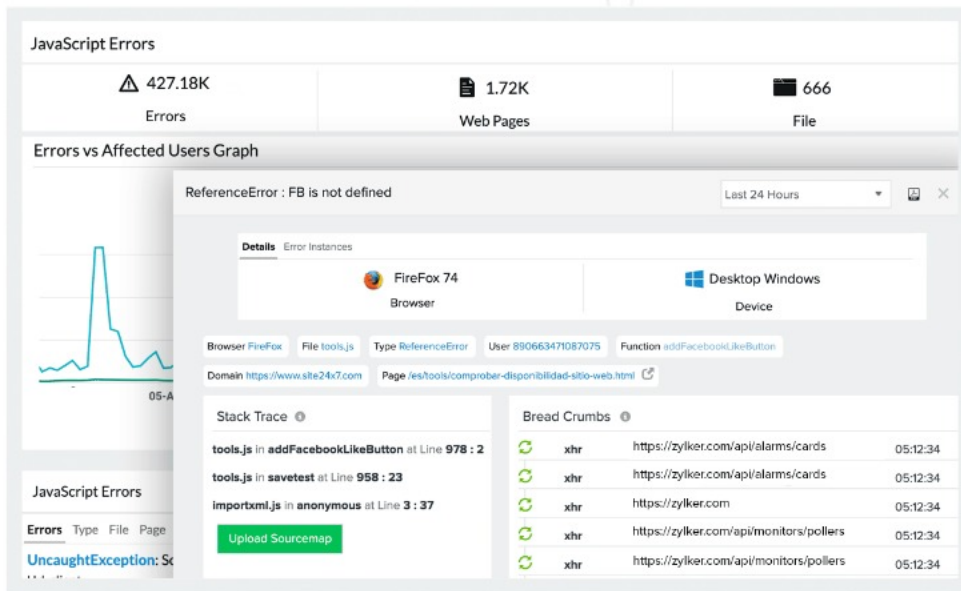 JavaScript Errors
427.18K
Errors
1.72K
Web Pages
666
File
Errors vs Affected Users Graph
05-A
ReferenceError : FB is not defined
Last 24 Hours
Details Error Instances
FireFox 74
Browser
Desktop Windows
Device
Browser FireFox File tools.js Type ReferenceError User 890663471087075 Function addFacebookLikeButton
Domain https://www.site24x7.com Page /es/tools/comprobar-disponibilidad-sitio-web.html
Stack Trace
tools.js in addFacebookLikeButton at Line 978 : 2
tools.js in savetest at Line 958 : 23
importxml.js in anonymous at Line 3 : 37
Upload Sourcemap
Bread Crumbs
xhr https://zylker.com/api/alarms/cards 05:12:34
xhr https://zylker.com/api/alarms/cards 05:12:34
xhr https://zylker.com 05:12:34
xhr https://zylker.com/api/monitors/pollers 05:12:34
xhr https://zylker.com/api/monitors/pollers 05:12:34
JavaScript Errors
Errors Type File Page
UncaughtException: Sc